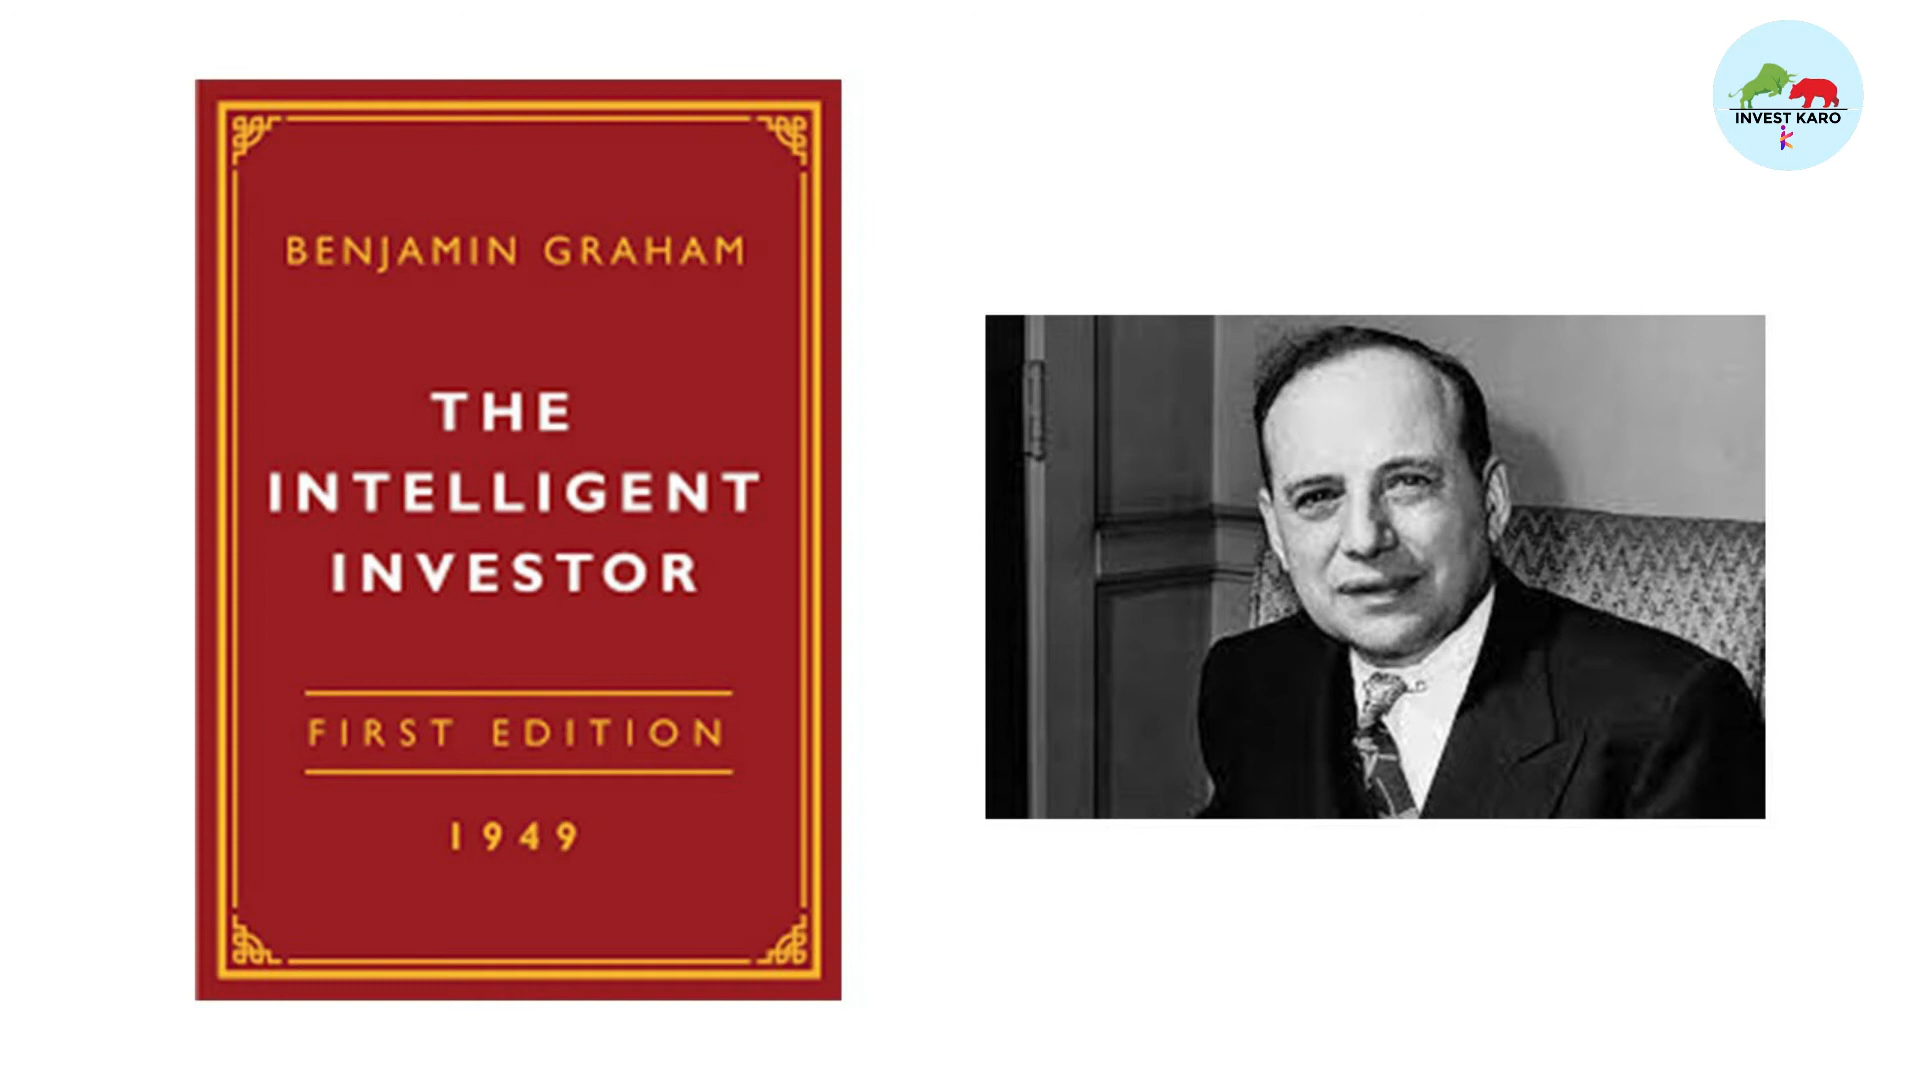 BENJAMIN GRAHAM
THE
INTELLIGENT
INVESTOR
FIRST EDITION
1949
INVEST KARO